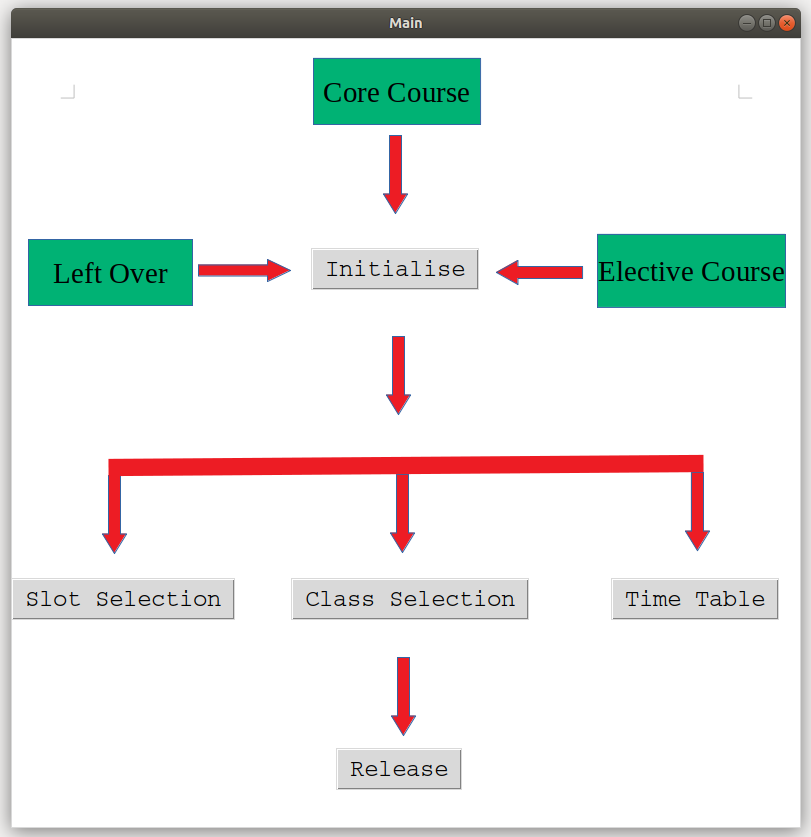 Main
Core Course
Left Over
Initialise
Elective Course
Slot Selection
Class Selection
Time Table
Release